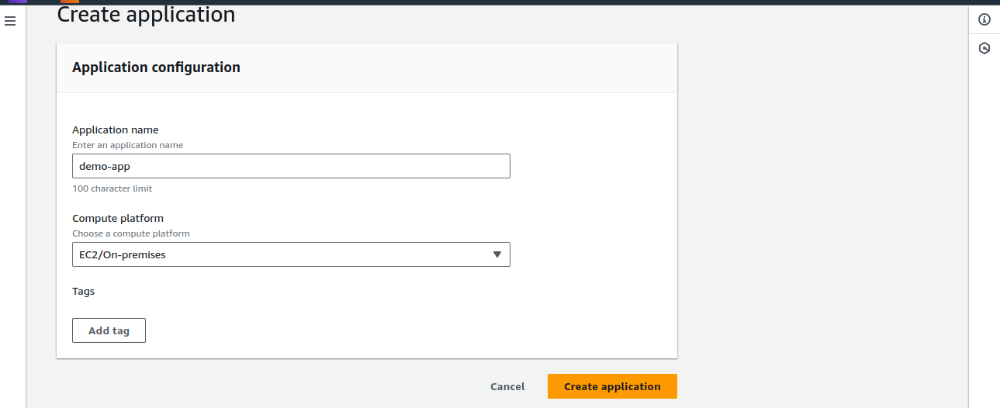 Create application
Application configuration
Application name
Enter an application name
demo-app
100 character limit
Compute platform
Choose a compute platform
EC2/On-premises
Tags
Add tag
Cancel
Create application